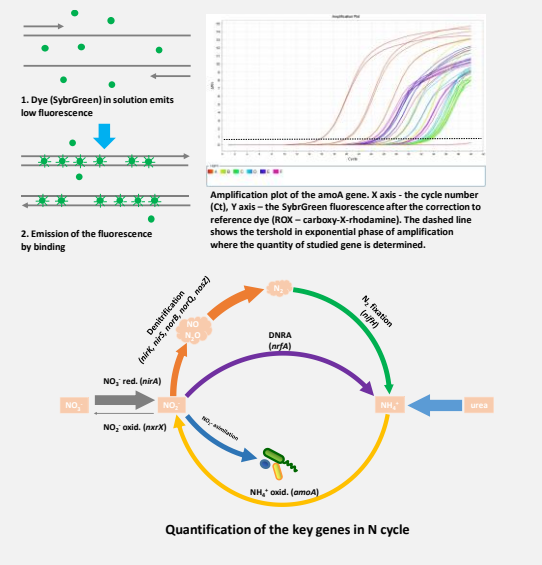 1. Dye (SybrGreen) in solution emits
low fluorescence
2. Emission of the fluorescence
by binding
Amplification Plot
Cycle
Amplification plot of the amoA gene. X axis - the cycle number
(Ct), Y axis – the SybrGreen fluorescence after the correction to
reference dye (ROX – carboxy-X-rhodamine). The dashed line
shows the tershold in exponential phase of amplification
where the quantity of studied gene is determined.
Denitrification
(nirK, nirS, norB, norQ, nosZ)
N₂
NO
N₂O
N₂ fixation
(nifH)
DNRA
(nrfA)
NO₃⁻ red. (nirA)
NO₂⁻ oxid. (nxrX)
NH₄⁺
urea
NO₂⁻ asimilation
NH₄⁺ oxid. (amoA)
Quantification of the key genes in N cycle